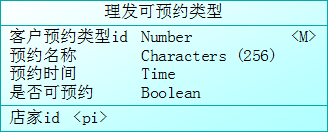 理发可预约类型
客户预约类型id Number <M>
预约名称 Characters (256)
预约时间 Time
是否可预约 Boolean
店家id <pi>